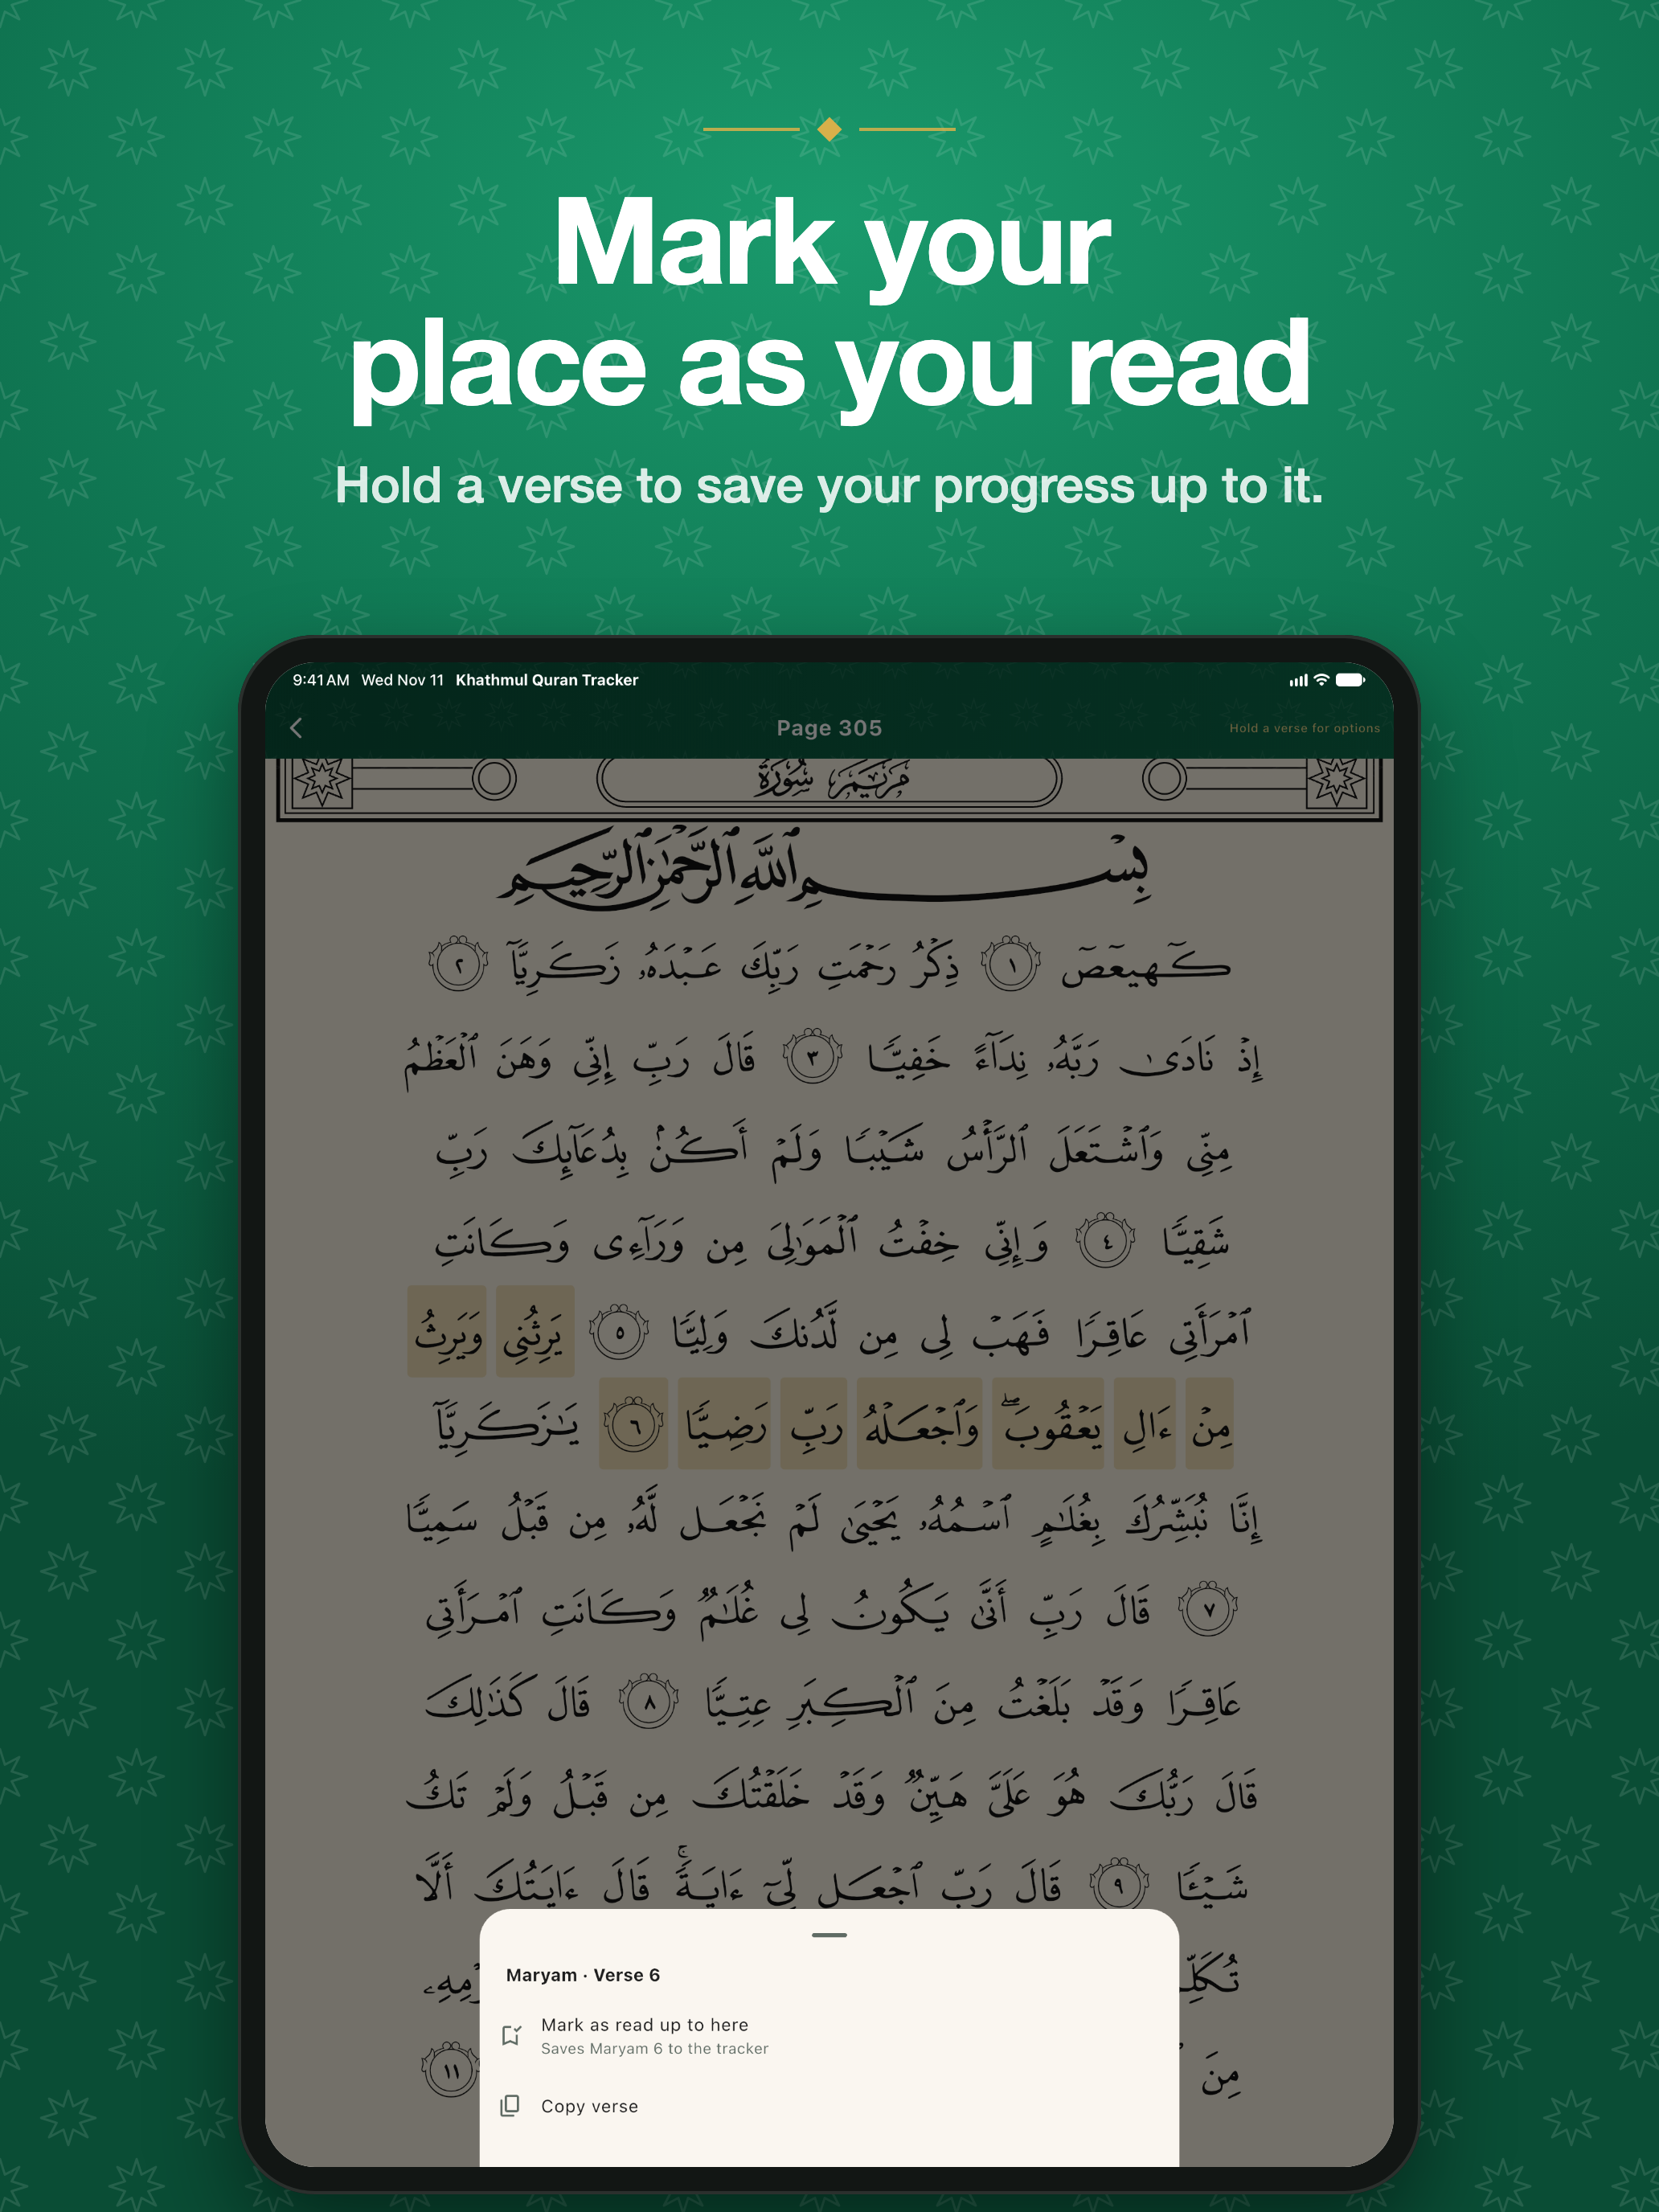 Mark your
place as you read
Hold a verse to save your progress up to it.
9:41 AM Wed Nov 11 Khathmul Quran Tracker
Page 305
Hold a verse for options
سُورَةُ مَرۡيَمَ
بِسۡمِ ٱللَّهِ ٱلرَّحۡمَٰنِ ٱلرَّحِيمِ
كٓهيعٓصٓ ١ ذِكۡرُ رَحۡمَتِ رَبِّكَ عَبۡدَهُۥ زَكَرِيَّآ ٢
إِذۡ نَادَىٰ رَبَّهُۥ نِدَآءً خَفِيّٗا ٣ قَالَ رَبِّ إِنِّي وَهَنَ ٱلۡعَظۡمُ
مِنِّي وَٱشۡتَعَلَ ٱلرَّأۡسُ شَيۡبٗا وَلَمۡ أَكُنۢ بِدُعَآئِكَ رَبِّ
شَقِيّٗا ٤ وَإِنِّي خِفۡتُ ٱلۡمَوَٰلِيَ مِن وَرَآءِي وَكَانَتِ
ٱمۡرَأَتِي عَاقِرٗا فَهَبۡ لِي مِن لَّدُنكَ وَلِيّٗا ٥ يَرِثُنِي وَيَرِثُ
مِنۡ ءَالِ يَعۡقُوبَۖ وَٱجۡعَلۡهُ رَبِّ رَضِيّٗا ٦ يَٰزَكَرِيَّآ
إِنَّا نُبَشِّرُكَ بِغُلَٰمٍ ٱسۡمُهُۥ يَحۡيَىٰ لَمۡ نَجۡعَل لَّهُۥ مِن قَبۡلُ سَمِيّٗا
٧ قَالَ رَبِّ أَنَّىٰ يَكُونُ لِي غُلَٰمٞ وَكَانَتِ ٱمۡرَأَتِي
عَاقِرٗا وَقَدۡ بَلَغۡتُ مِنَ ٱلۡكِبَرِ عِتِيّٗا ٨ قَالَ كَذَٰلِكَ
قَالَ رَبُّكَ هُوَ عَلَيَّ هَيِّنٞ وَقَدۡ خَلَقۡتُكَ مِن قَبۡلُ وَلَمۡ تَكُ
شَيۡـٔٗا ٩ قَالَ رَبِّ ٱجۡعَل لِّيٓ ءَايَةٗۚ قَالَ ءَايَتُكَ أَلَّا
مِنَ ١١
Maryam · Verse 6
Mark as read up to here
Saves Maryam 6 to the tracker
Copy verse